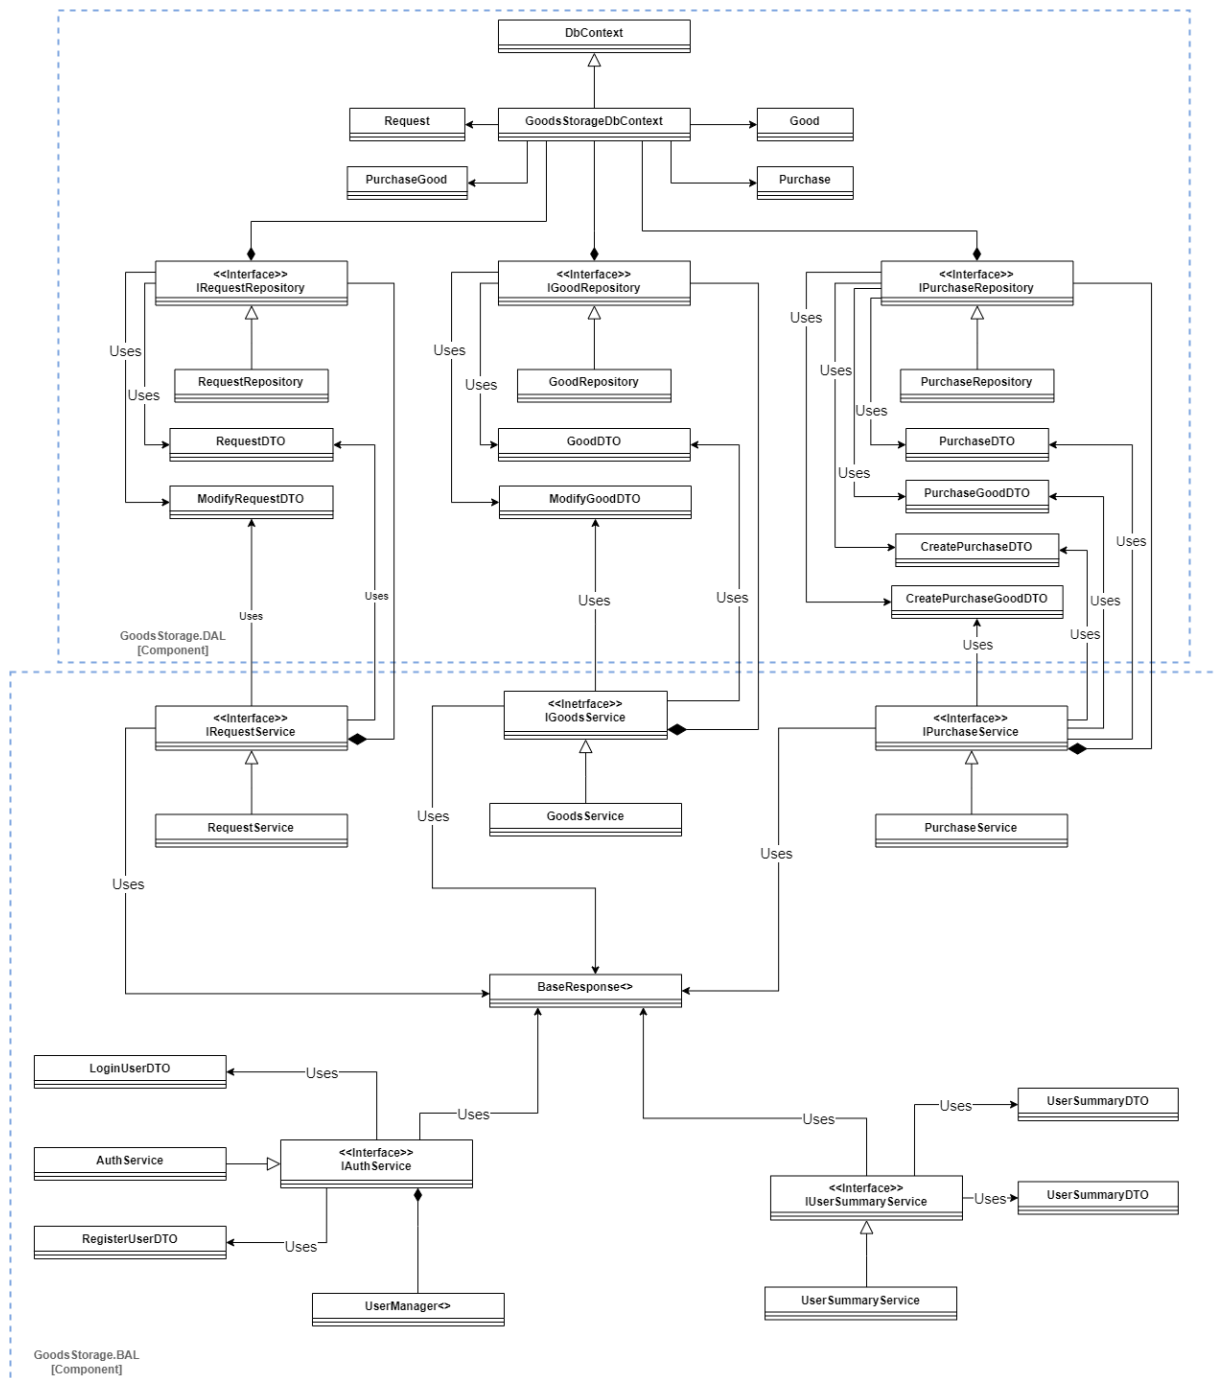 DbContext
Request
GoodsStorageDbContext
Good
PurchaseGood
Purchase
<<Interface>>
IRequestRepository
<<Interface>>
IGoodRepository
<<Interface>>
IPurchaseRepository
Uses
Uses
Uses
Uses
Uses
Uses
Uses
Uses
RequestRepository
GoodRepository
PurchaseRepository
RequestDTO
GoodDTO
PurchaseDTO
ModifyRequestDTO
ModifyGoodDTO
PurchaseGoodDTO
Uses
CreatePurchaseDTO
CreatePurchaseGoodDTO
Uses
Uses
Uses
Uses
Uses
Uses
Uses
GoodsStorage.DAL
[Component]
<<Interface>>
IRequestService
<<Inetrface>>
IGoodsService
<<Interface>>
IPurchaseService
RequestService
GoodsService
PurchaseService
Uses
Uses
Uses
BaseResponse<>
LoginUserDTO
Uses
Uses
Uses
Uses
UserSummaryDTO
AuthService
<<Interface>>
IAuthService
<<Interface>>
IUserSummaryService
Uses
UserSummaryDTO
RegisterUserDTO
Uses
UserManager<>
UserSummaryService
GoodsStorage.BAL
[Component]